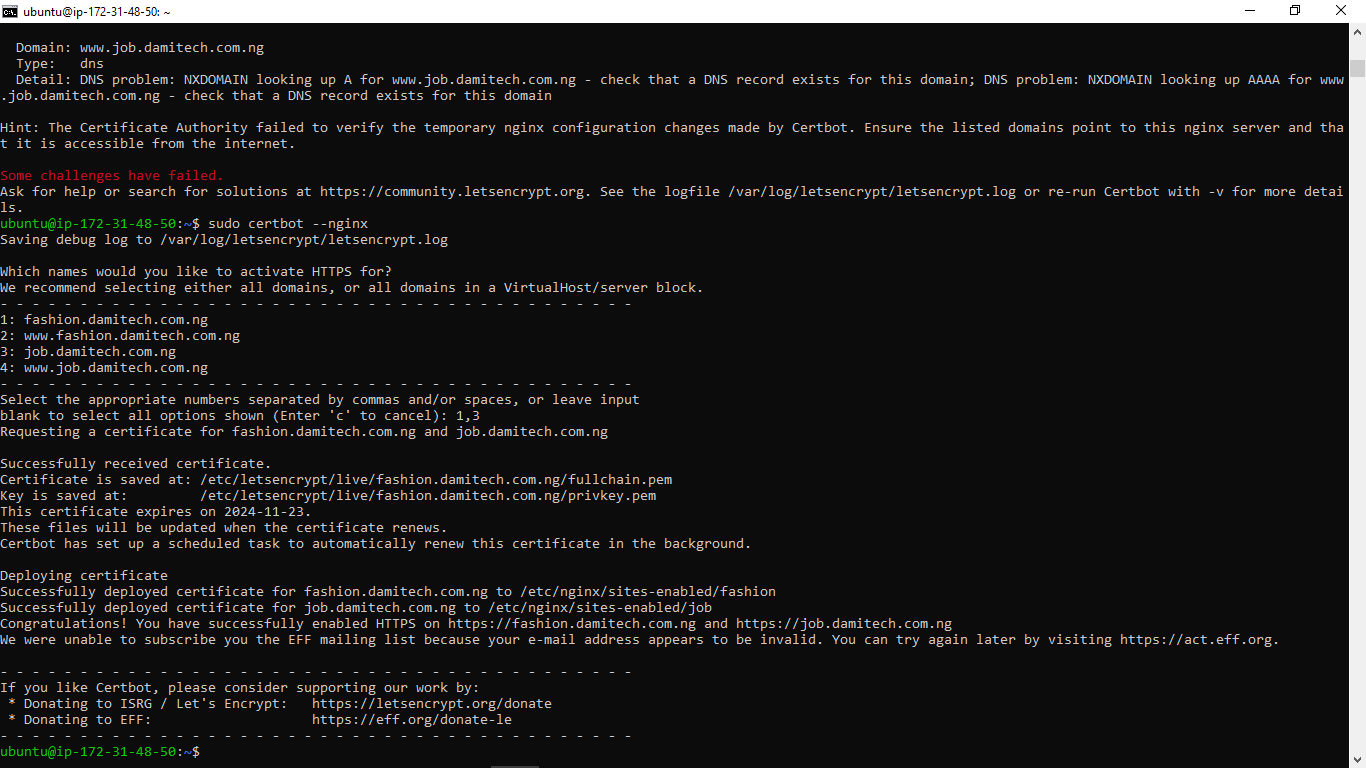 ubuntu@ip-172-31-48-50: ~
Domain: www.job.damitech.com.ng
Type:   dns
Detail: DNS problem: NXDOMAIN looking up A for www.job.damitech.com.ng - check that a DNS record exists for this domain; DNS problem: NXDOMAIN looking up AAAA for www
.job.damitech.com.ng - check that a DNS record exists for this domain
Hint: The Certificate Authority failed to verify the temporary nginx configuration changes made by Certbot. Ensure the listed domains point to this nginx server and tha
t it is accessible from the internet.
Some challenges have failed.
Ask for help or search for solutions at https://community.letsencrypt.org. See the logfile /var/log/letsencrypt/letsencrypt.log or re-run Certbot with -v for more detai
ls.
ubuntu@ip-172-31-48-50:~$ sudo certbot --nginx
Saving debug log to /var/log/letsencrypt/letsencrypt.log
Which names would you like to activate HTTPS for?
We recommend selecting either all domains, or all domains in a VirtualHost/server block.
- - - - - - - - - - - - - - - - - - - - - - - - - - - - - - - - - - - - - - - -
1: fashion.damitech.com.ng
2: www.fashion.damitech.com.ng
3: job.damitech.com.ng
4: www.job.damitech.com.ng
- - - - - - - - - - - - - - - - - - - - - - - - - - - - - - - - - - - - - - - -
Select the appropriate numbers separated by commas and/or spaces, or leave input
blank to select all options shown (Enter 'c' to cancel): 1,3
Requesting a certificate for fashion.damitech.com.ng and job.damitech.com.ng
Successfully received certificate.
Certificate is saved at: /etc/letsencrypt/live/fashion.damitech.com.ng/fullchain.pem
Key is saved at:         /etc/letsencrypt/live/fashion.damitech.com.ng/privkey.pem
This certificate expires on 2024-11-23.
These files will be updated when the certificate renews.
Certbot has set up a scheduled task to automatically renew this certificate in the background.
Deploying certificate
Successfully deployed certificate for fashion.damitech.com.ng to /etc/nginx/sites-enabled/fashion
Successfully deployed certificate for job.damitech.com.ng to /etc/nginx/sites-enabled/job
Congratulations! You have successfully enabled HTTPS on https://fashion.damitech.com.ng and https://job.damitech.com.ng
We were unable to subscribe you the EFF mailing list because your e-mail address appears to be invalid. You can try again later by visiting https://act.eff.org.
- - - - - - - - - - - - - - - - - - - - - - - - - - - - - - - - - - - - - - - -
If you like Certbot, please consider supporting our work by:
* Donating to ISRG / Let's Encrypt:   https://letsencrypt.org/donate
* Donating to EFF:                    https://eff.org/donate-le
- - - - - - - - - - - - - - - - - - - - - - - - - - - - - - - - - - - - - - - -
ubuntu@ip-172-31-48-50:~$